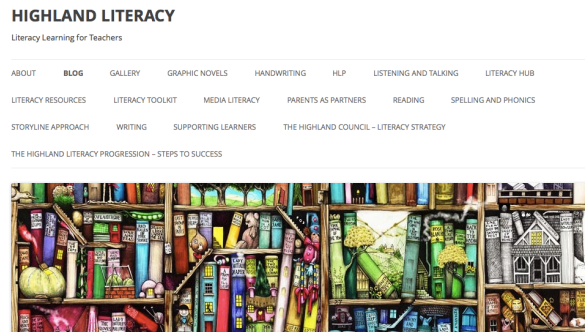 HIGHLAND LITERACY
Literacy Learning for Teachers
ABOUT BLOG GALLERY GRAPHIC NOVELS HANDWRITING HLP LISTENING AND TALKING LITERACY HUB
LITERACY RESOURCES LITERACY TOOLKIT MEDIA LITERACY PARENTS AS PARTNERS READING SPELLING AND PHONICS
STORYLINE APPROACH WRITING SUPPORTING LEARNERS THE HIGHLAND COUNCIL – LITERACY STRATEGY
THE HIGHLAND LITERACY PROGRESSION – STEPS TO SUCCESS